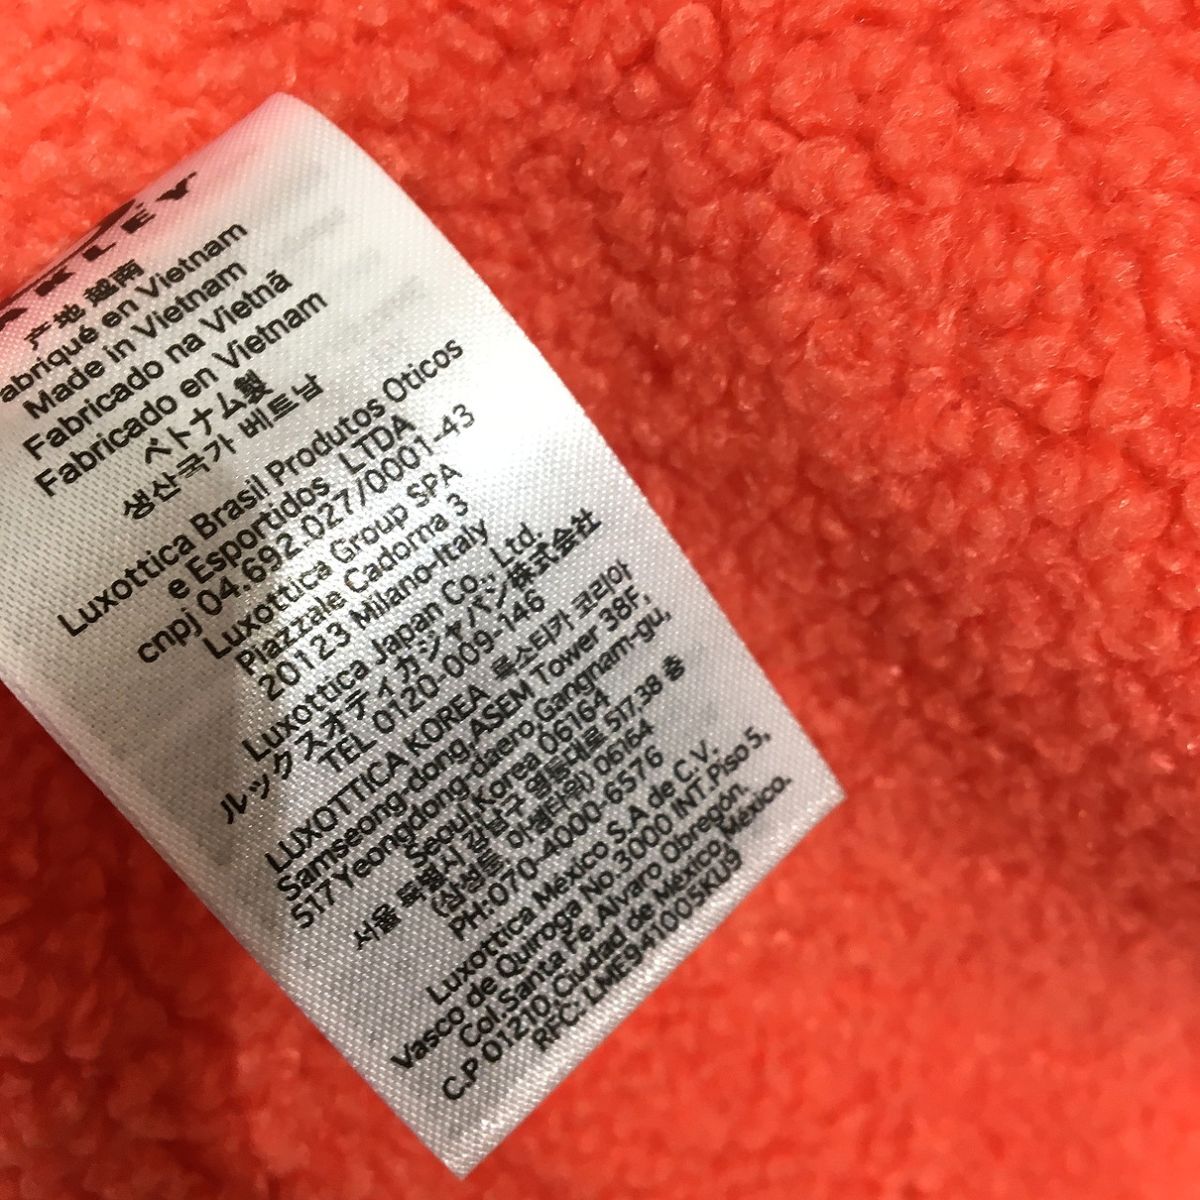 OAKLEY
产地 越南
abriqué en Vietnam
Made in Vietnam
Fabricado na Vietnã
Fabricado en Vietnam
ベトナム製
생산국가 베트남
Luxottica Brasil Produtos Oticos
e Esportidos LTDA
cnpj 04.692.027/0001-43
Luxottica Group SPA
Piazzale Cadorna 3
20123 Milano-Italy
Luxottica Japan Co., Ltd.
ルックスオティカジャパン株式会社
TEL 0120-009-146
LUXOTTICA KOREA 룩소티카 코리아
Samseong-dong,ASEM Tower 38F,
517 Yeongdong-daero,Gangnam-gu,
Seoul,Korea 06164
서울 특별시 강남구 영동대로 517,38 층
(삼성동 아셈타워) 06164
PH:070-4000-6576
Luxottica México S.A de C.V.
Vasco de Quiroga No.3000 INT.Piso 5,
Col.Santa Fe.Alvaro Obregón.
C.P 01210,Ciudad de México, México.
RFC: LME941005KU9